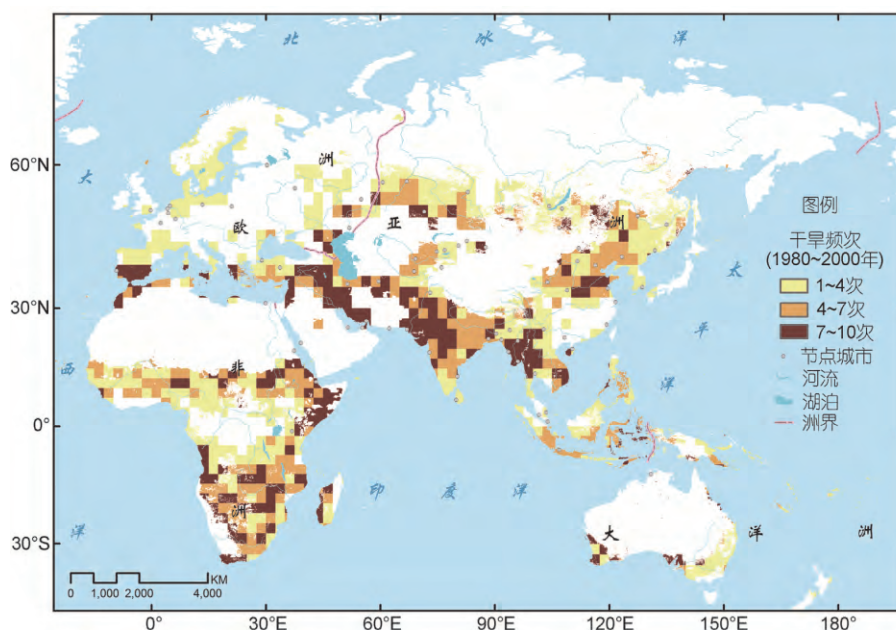 北 冰 洋
60°N
30°N
0°
30°S
大
西
洋
欧
洲
亚
洲
非
洲
印 度 洋
太
平
洋
大 洋 洲
图例
干旱频次
(1980~2000年)
1~4次
4~7次
7~10次
节点城市
河流
湖泊
洲界
KM
0 1,000 2,000 4,000
0° 30°E 60°E 90°E 120°E 150°E 180°